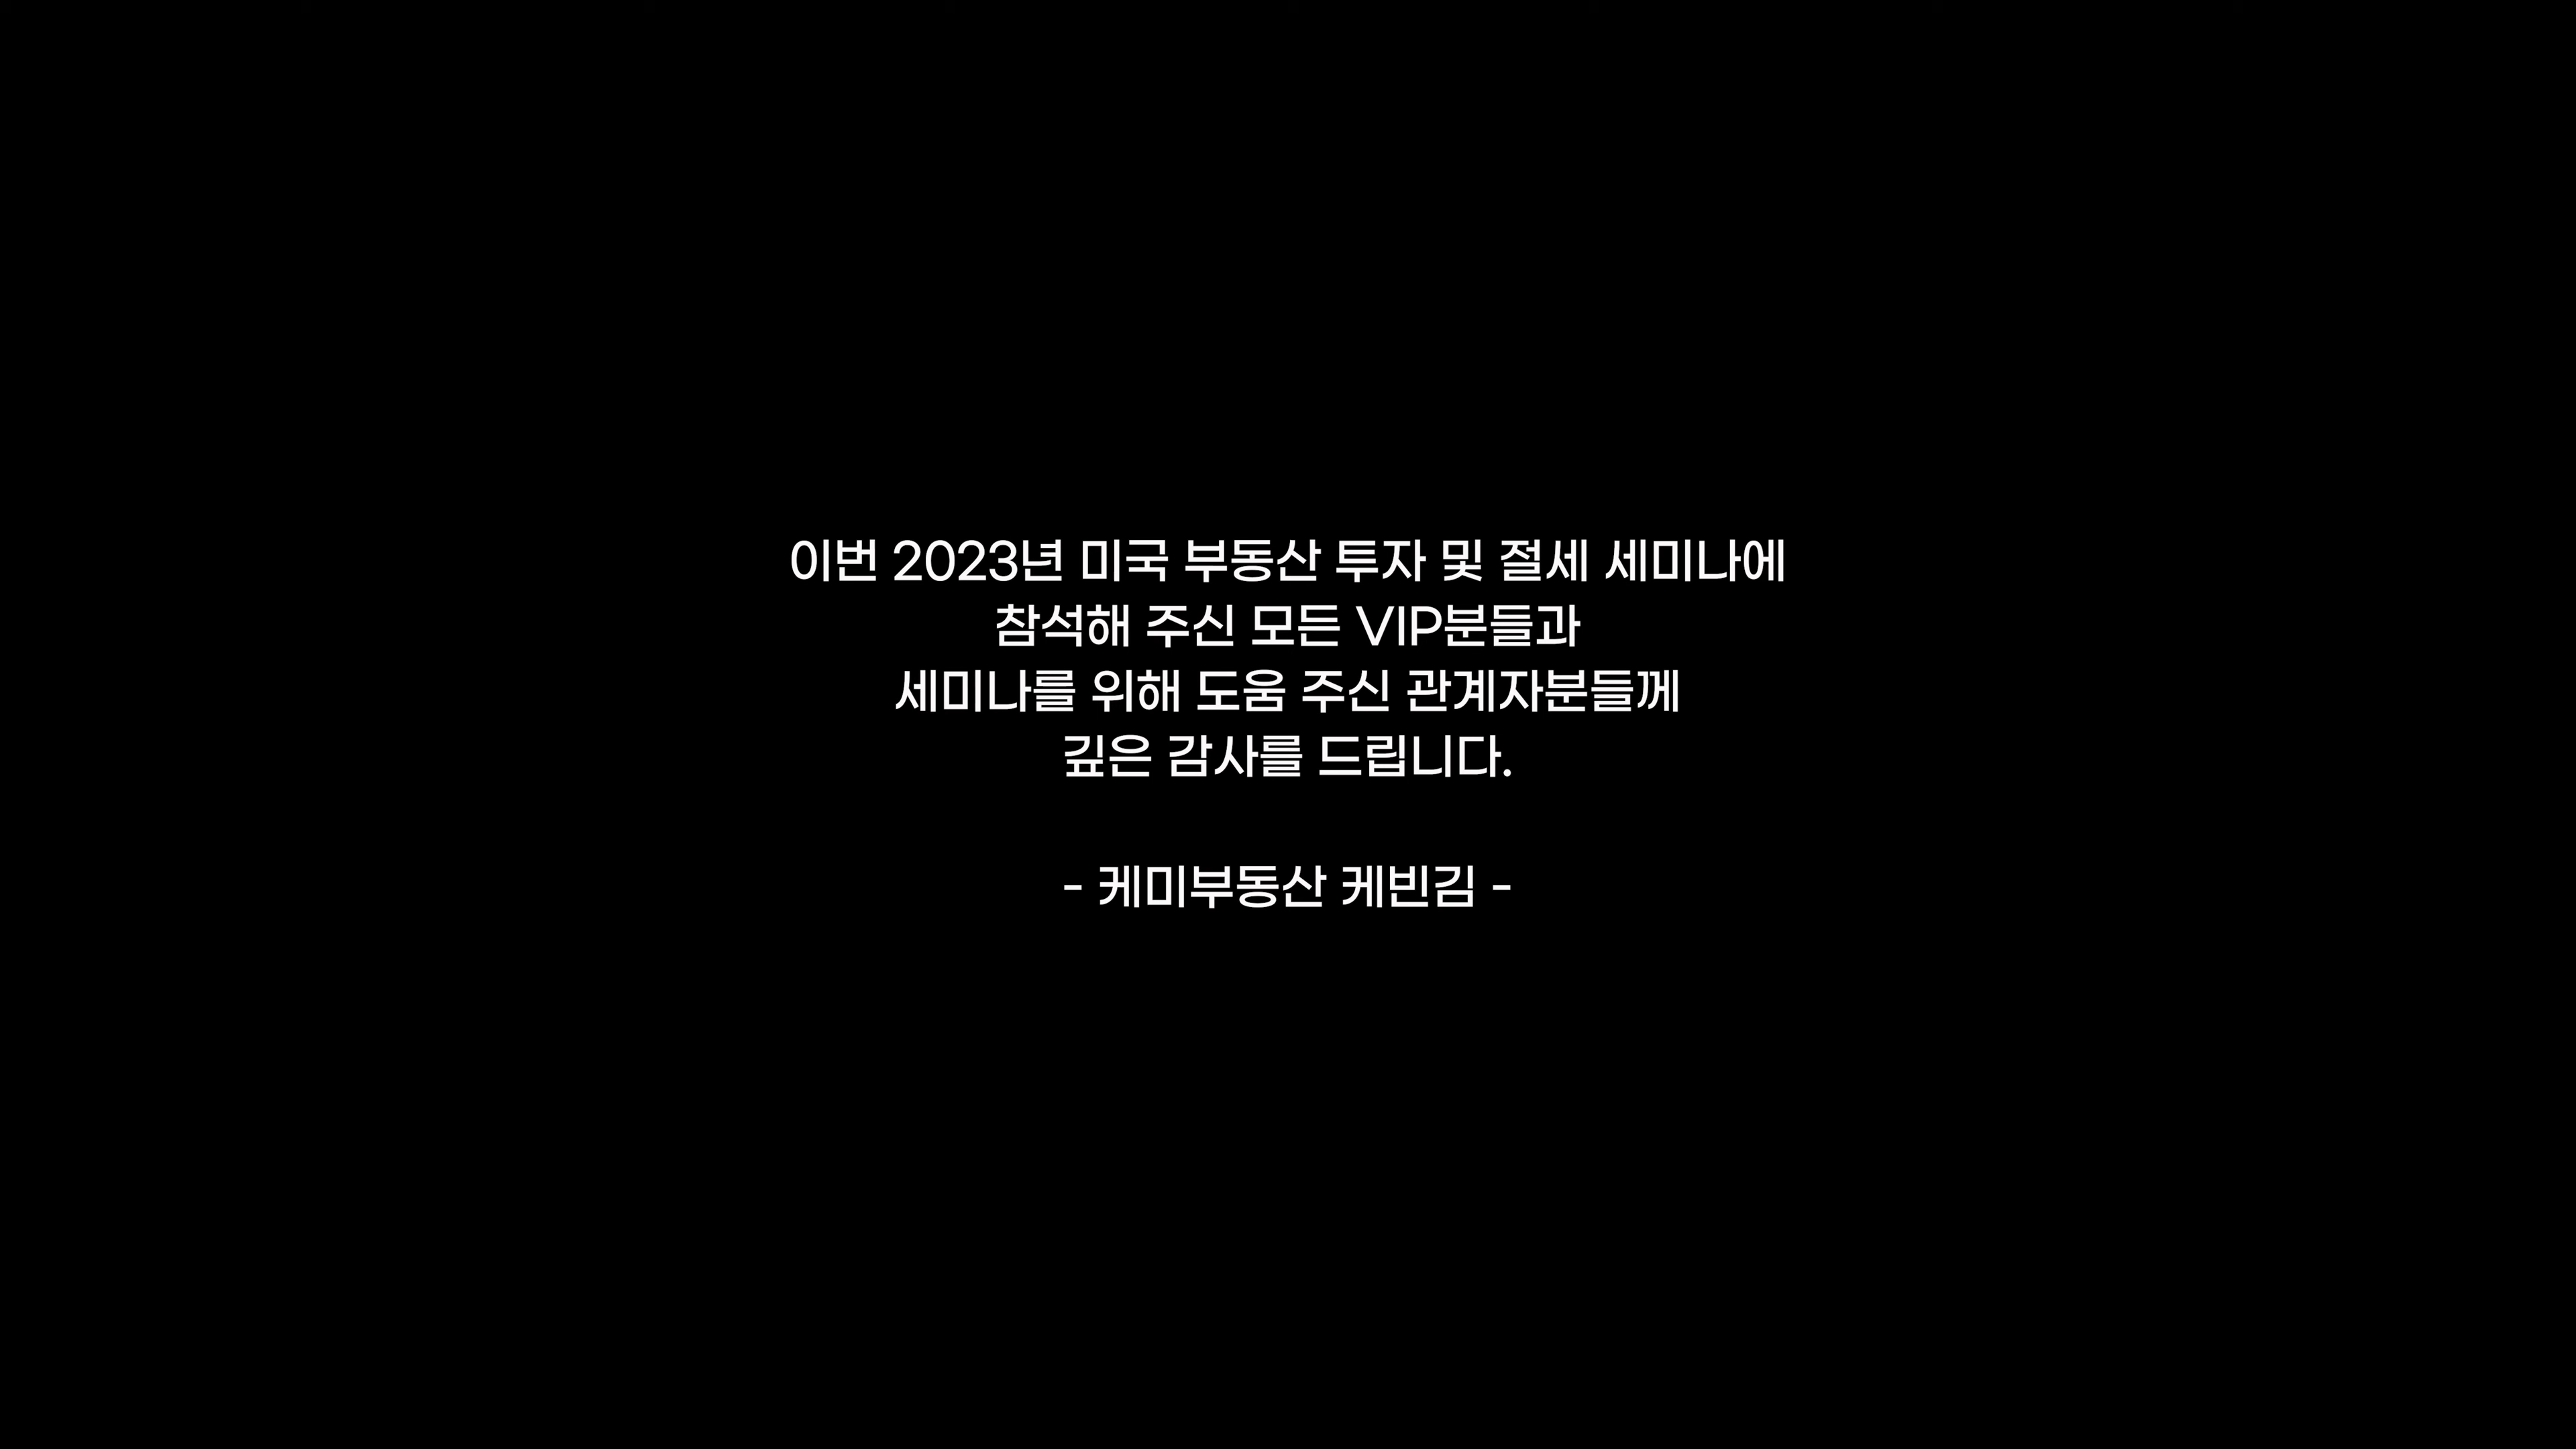 이번 2023년 미국 부동산 투자 및 절세 세미나에
참석해 주신 모든 VIP분들과
세미나를 위해 도움 주신 관계자분들께
깊은 감사를 드립니다.
- 케미부동산 케빈김 -